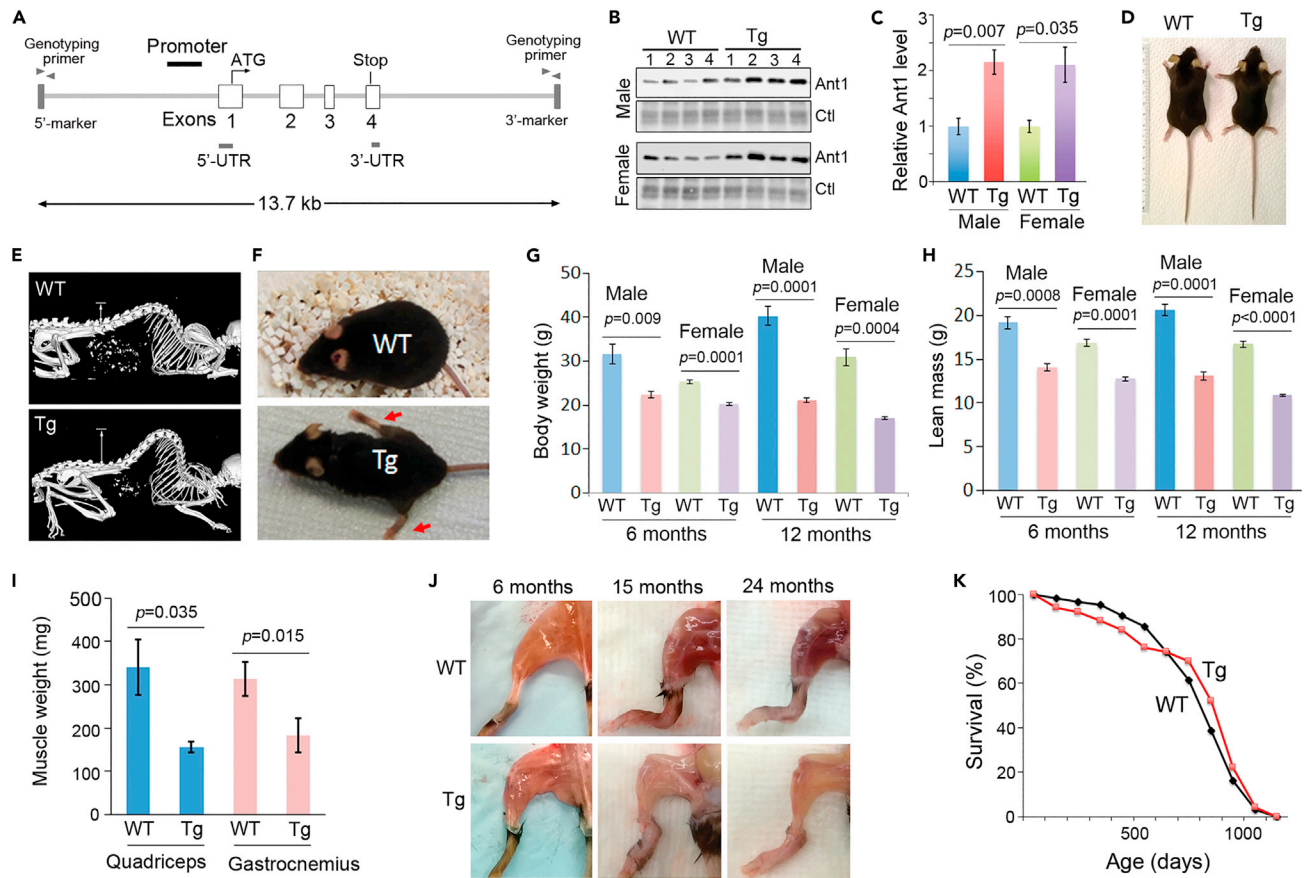 A
Genotyping primer
Promoter
ATG
Stop
Genotyping primer
5'-marker
Exons
1
2
3
4
3'-marker
5'-UTR
3'-UTR
13.7 kb
B
WT
Tg
1 2 3 4 1 2 3 4
Male
Ant1
Ctl
Female
Ant1
Ctl
C
p=0.007
p=0.035
Relative Ant1 level
3
2
1
0
WT Tg WT Tg
Male
Female
D
WT
Tg
E
WT
Tg
F
WT
Tg
G
Body weight (g)
50
40
30
20
10
0
Male
p=0.009
Female
p=0.0001
Male
p=0.0001
Female
p=0.0004
WT Tg WT Tg WT Tg WT Tg
6 months
12 months
H
Lean mass (g)
25
20
15
10
5
0
Male
p=0.0008
Female
p=0.0001
Male
p=0.0001
Female
p<0.0001
WT Tg WT Tg WT Tg WT Tg
6 months
12 months
I
Muscle weight (mg)
500
400
300
200
100
0
p=0.035
p=0.015
WT Tg WT Tg
Quadriceps
Gastrocnemius
J
6 months
15 months
24 months
WT
Tg
K
Survival (%)
100
80
60
40
20
0
Tg
WT
500
1000
Age (days)